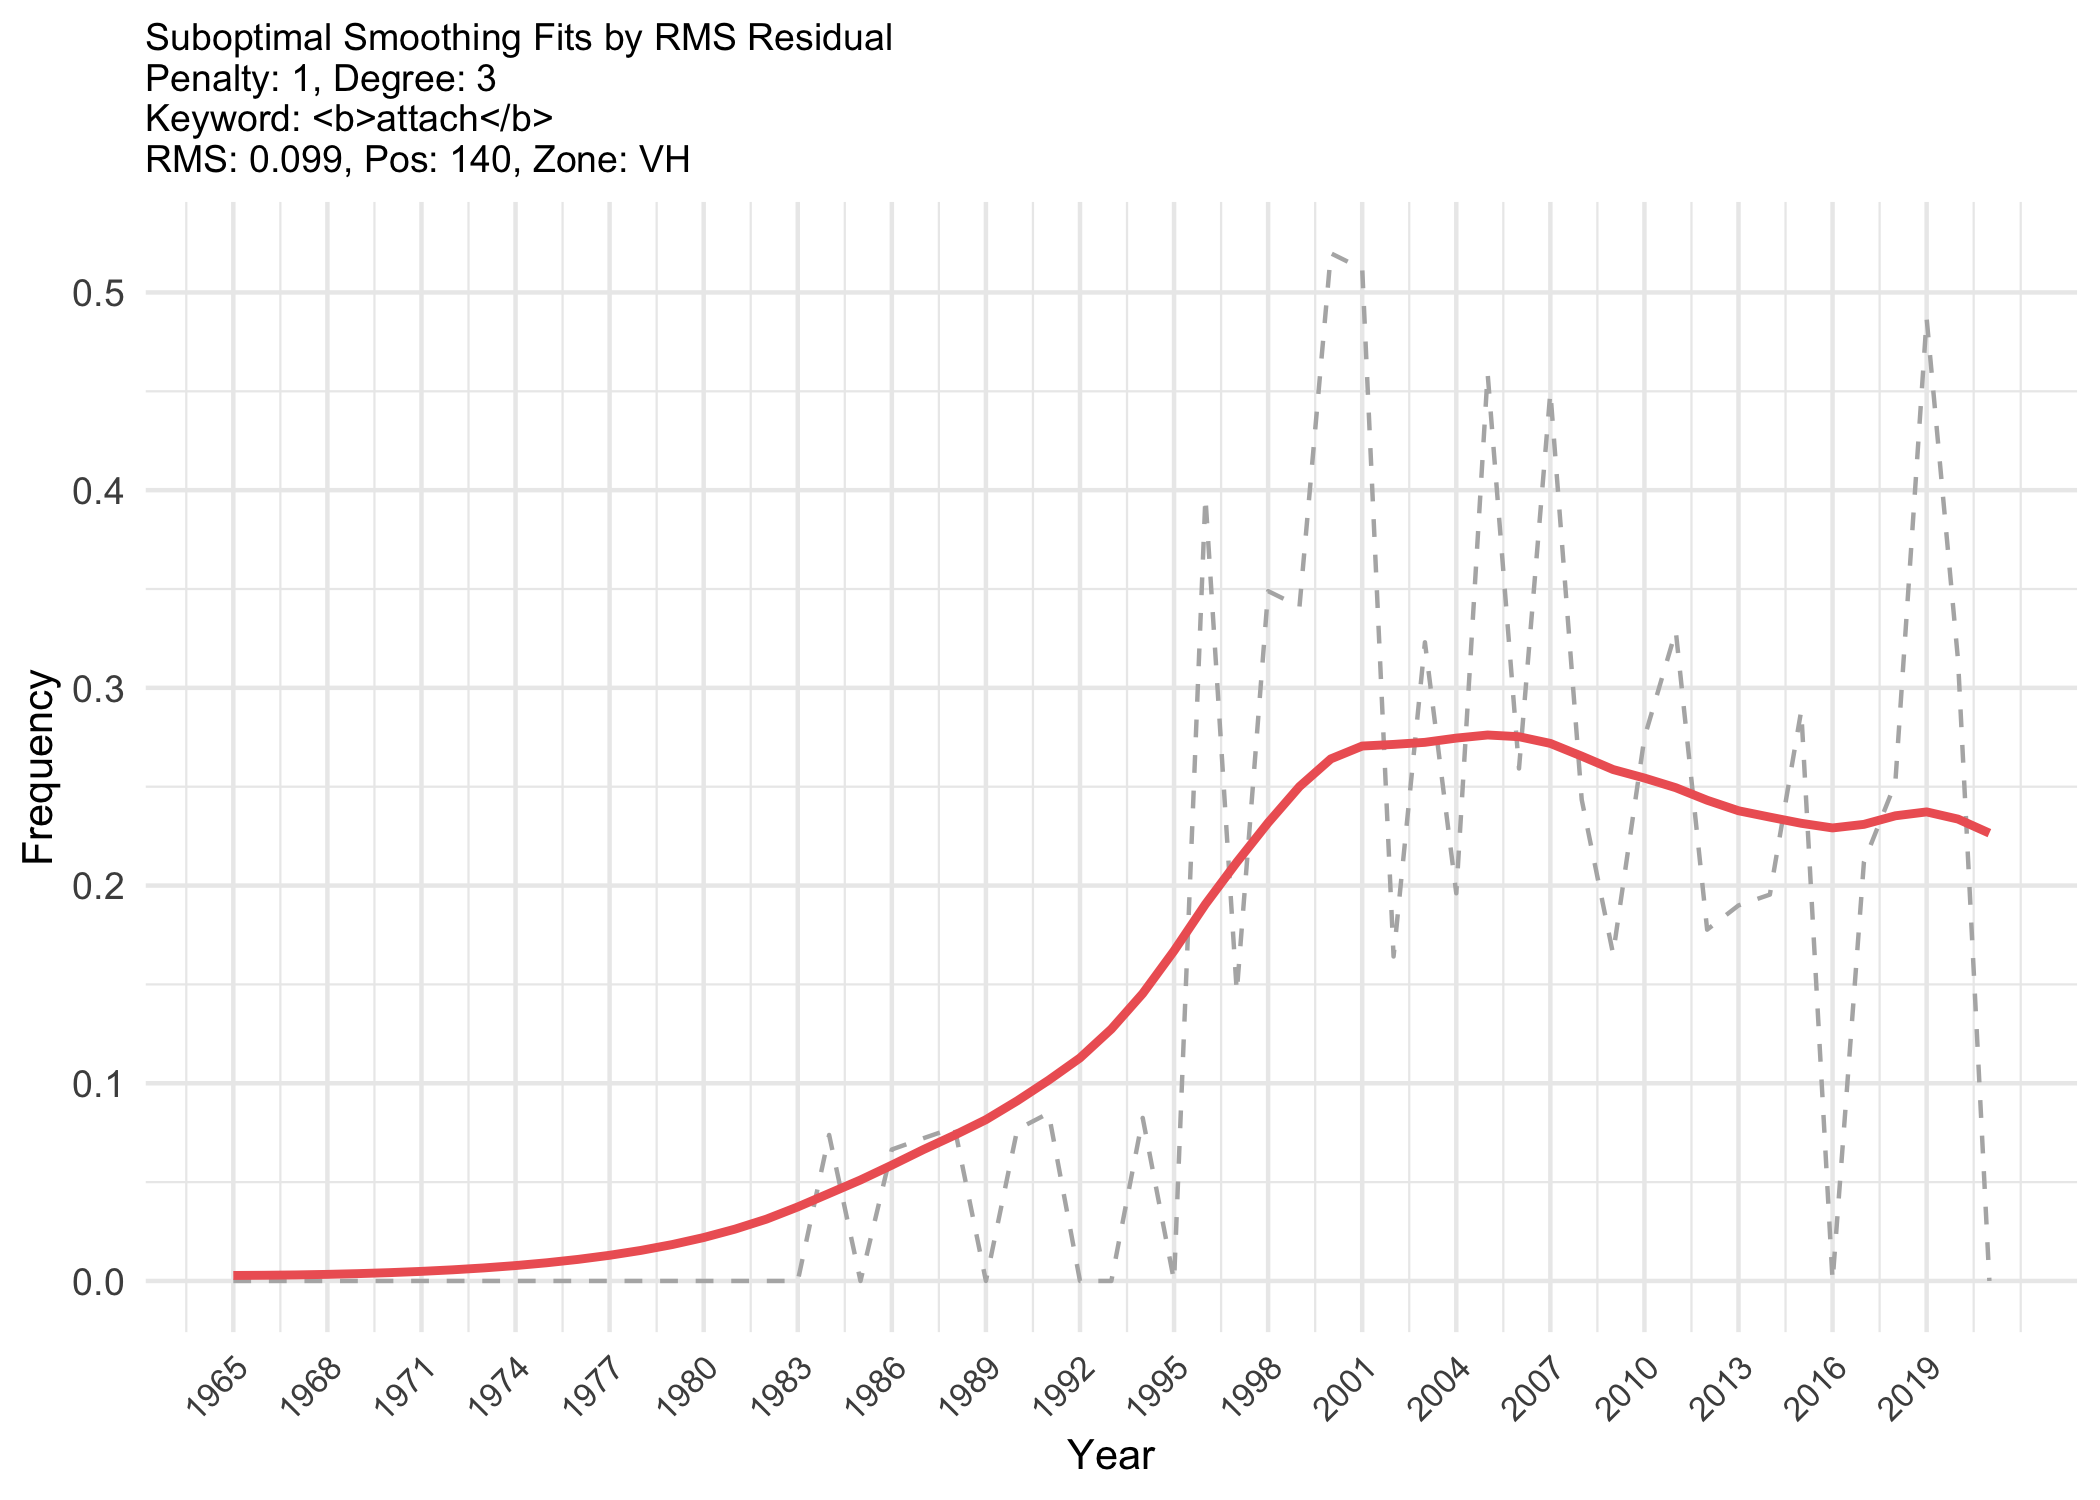 Suboptimal Smoothing Fits by RMS Residual
Penalty: 1, Degree: 3
Keyword: <b>attach</b>
RMS: 0.099, Pos: 140, Zone: VH
0.5
0.4
0.3
0.2
0.1
0.0
Frequency
1965 1968 1971 1974 1977 1980 1983 1986 1989 1992 1995 1998 2001 2004 2007 2010 2013 2016 2019
Year